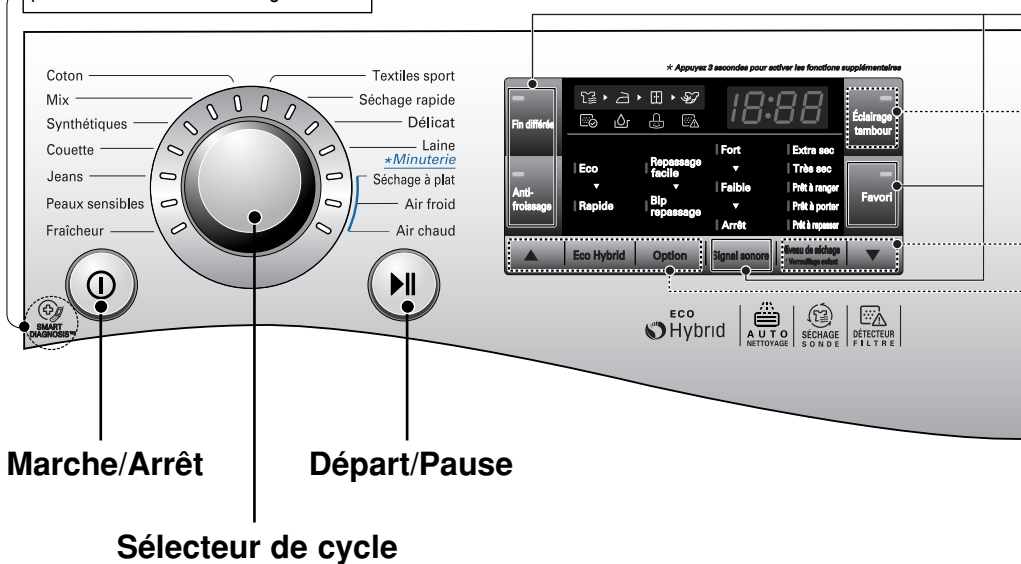 Coton
Mix
Synthétiques
Couette
Jeans
Peaux sensibles
Fraîcheur
Textiles sport
Séchage rapide
Délicat
Laine
*Minuterie
Séchage à plat
Air froid
Air chaud
SMART
DIAGNOSIS™
* Appuyez 3 secondes pour activer les fonctions supplémentaires
Fin différée
Anti-
froissage
18:88
Eco
Rapide
Repassage
facile
Bip
repassage
Fort
Faible
Arrêt
Extra sec
Très sec
Prêt à ranger
Prêt à porter
Prêt à repasser
Éclairage
tambour
Favori
Eco Hybrid
Option
Signal sonore
Niveau de séchage
* Verrouillage enfant
ECO
Hybrid
AUTO
NETTOYAGE
SÉCHAGE
SONDE
DÉTECTEUR
FILTRE
Marche/Arrêt
Départ/Pause
Sélecteur de cycle